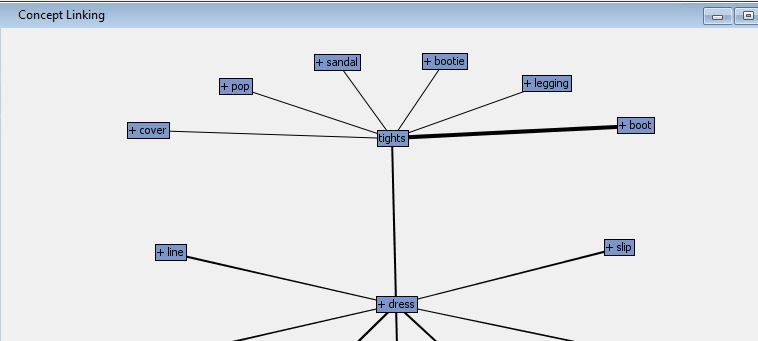 Concept Linking
+ sandal
+ bootie
+ pop
+ legging
+ cover
tights
+ boot
+ line
+ slip
+ dress